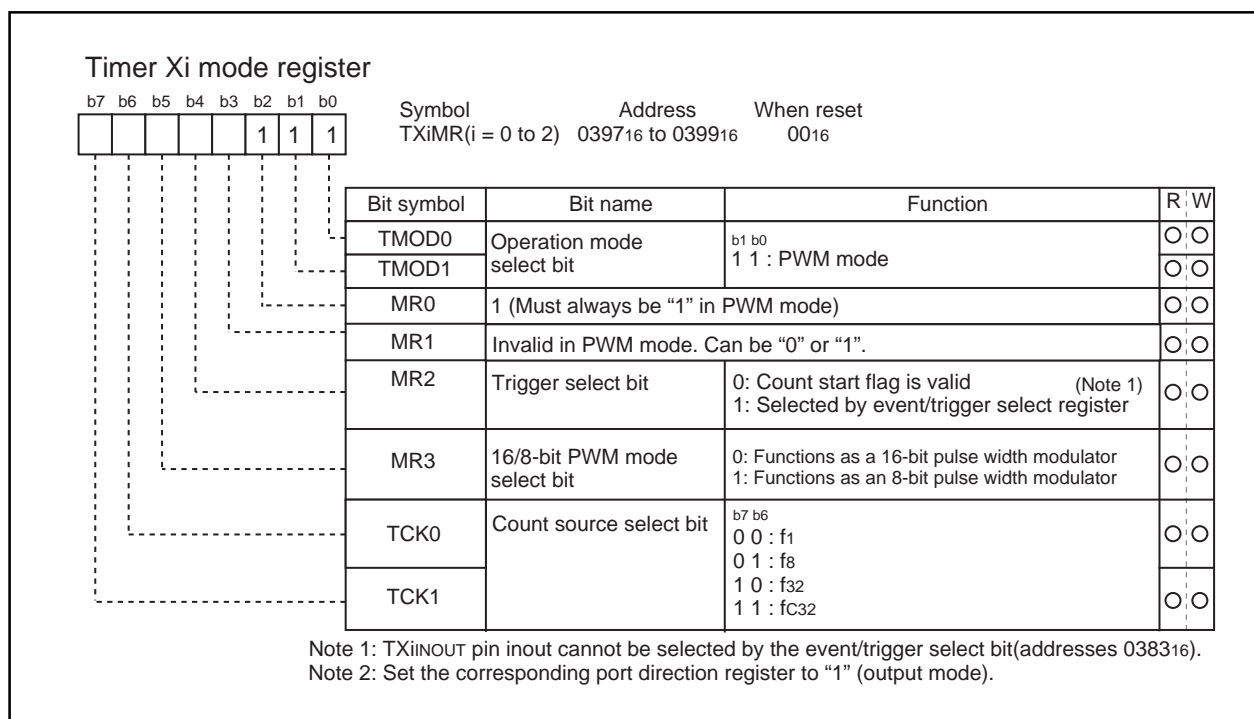 Timer Xi mode register
b7 b6 b5 b4 b3 b2 b1 b0
1 1 1
Symbol Address When reset
TXiMR(i = 0 to 2) 039716 to 039916 0016
Bit symbol Bit name Function R W
TMOD0 Operation mode select bit b1 b0
1 1 : PWM mode
TMOD1
MR0 1 (Must always be “1” in PWM mode)
MR1 Invalid in PWM mode. Can be “0” or “1”.
MR2 Trigger select bit 0: Count start flag is valid (Note 1)
1: Selected by event/trigger select register
MR3 16/8-bit PWM mode select bit 0: Functions as a 16-bit pulse width modulator
1: Functions as an 8-bit pulse width modulator
TCK0 Count source select bit b7 b6
0 0 : f1
0 1 : f8
1 0 : f32
1 1 : fC32
TCK1
Note 1: TXiINOUT pin inout cannot be selected by the event/trigger select bit(addresses 038316).
Note 2: Set the corresponding port direction register to “1” (output mode).